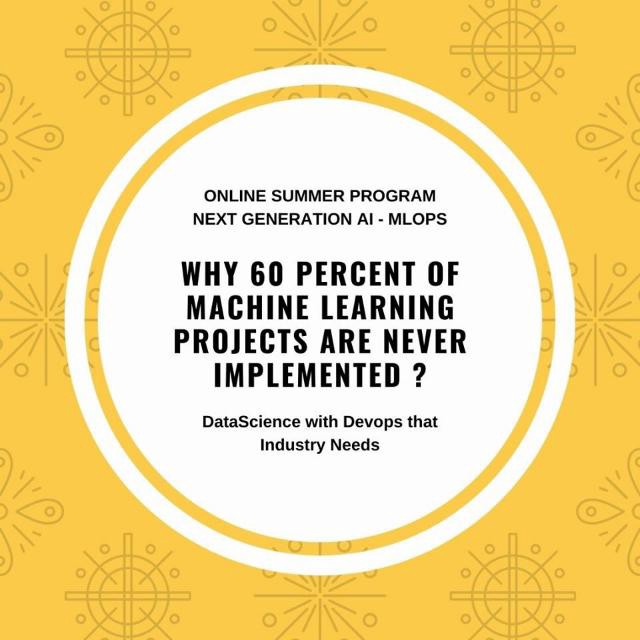 ONLINE SUMMER PROGRAM
NEXT GENERATION AI - MLOPS
WHY 60 PERCENT OF
MACHINE LEARNING
PROJECTS ARE NEVER
IMPLEMENTED ?
DataScience with Devops that
Industry Needs